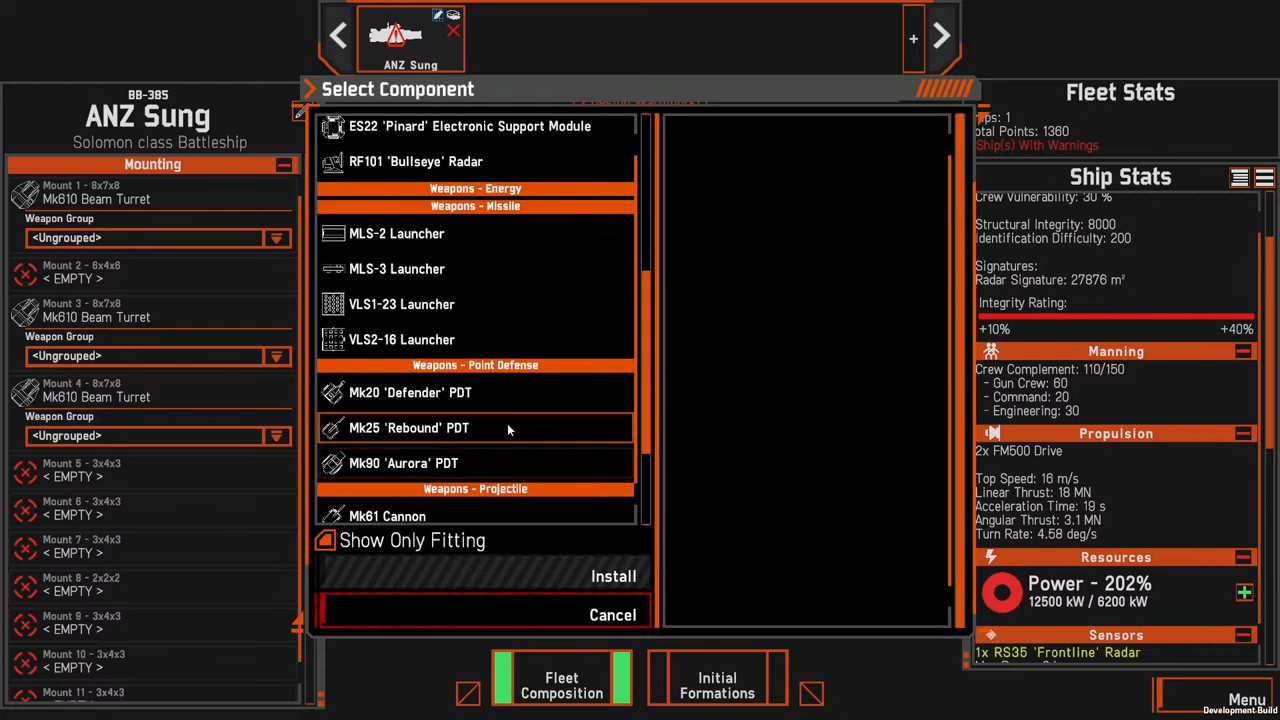 ANZ Sung
+
Select Component
BB-385
ANZ Sung
Solomon class Battleship
Mounting
Mount 1 - 8x7x8
Mk610 Beam Turret
Weapon Group
<Ungrouped>
Mount 2 - 6x4x6
< EMPTY >
Mount 3 - 8x7x8
Mk610 Beam Turret
Weapon Group
<Ungrouped>
Mount 4 - 8x7x8
Mk610 Beam Turret
Weapon Group
<Ungrouped>
Mount 5 - 3x4x3
< EMPTY >
Mount 6 - 3x4x3
< EMPTY >
Mount 7 - 3x4x3
< EMPTY >
Mount 8 - 2x2x2
< EMPTY >
Mount 9 - 3x4x3
< EMPTY >
Mount 10 - 3x4x3
< EMPTY >
Mount 11 - 3x4x3
ES22 'Pinard' Electronic Support Module
RF101 'Bullseye' Radar
Weapons - Energy
Weapons - Missile
MLS-2 Launcher
MLS-3 Launcher
VLS1-23 Launcher
VLS2-16 Launcher
Weapons - Point Defense
Mk20 'Defender' PDT
Mk25 'Rebound' PDT
Mk90 'Aurora' PDT
Weapons - Projectile
Mk61 Cannon
Show Only Fitting
Install
Cancel
Fleet Composition
Initial Formations
Fleet Stats
ips: 1
otal Points: 1360
Ship(s) With Warnings
Ship Stats
Crew Vulnerability: 30 %
Structural Integrity: 8000
Identification Difficulty: 200
Signatures:
Radar Signature: 27876 m²
Integrity Rating:
+10% +40%
Manning
Crew Complement: 110/150
- Gun Crew: 60
- Command: 20
- Engineering: 30
Propulsion
2x FM500 Drive
Top Speed: 16 m/s
Linear Thrust: 18 MN
Acceleration Time: 19 s
Angular Thrust: 3.1 MN
Turn Rate: 4.58 deg/s
Resources
Power - 202%
12500 kW / 6200 kW
Sensors
1x RS35 'Frontline' Radar
Menu
Development Build